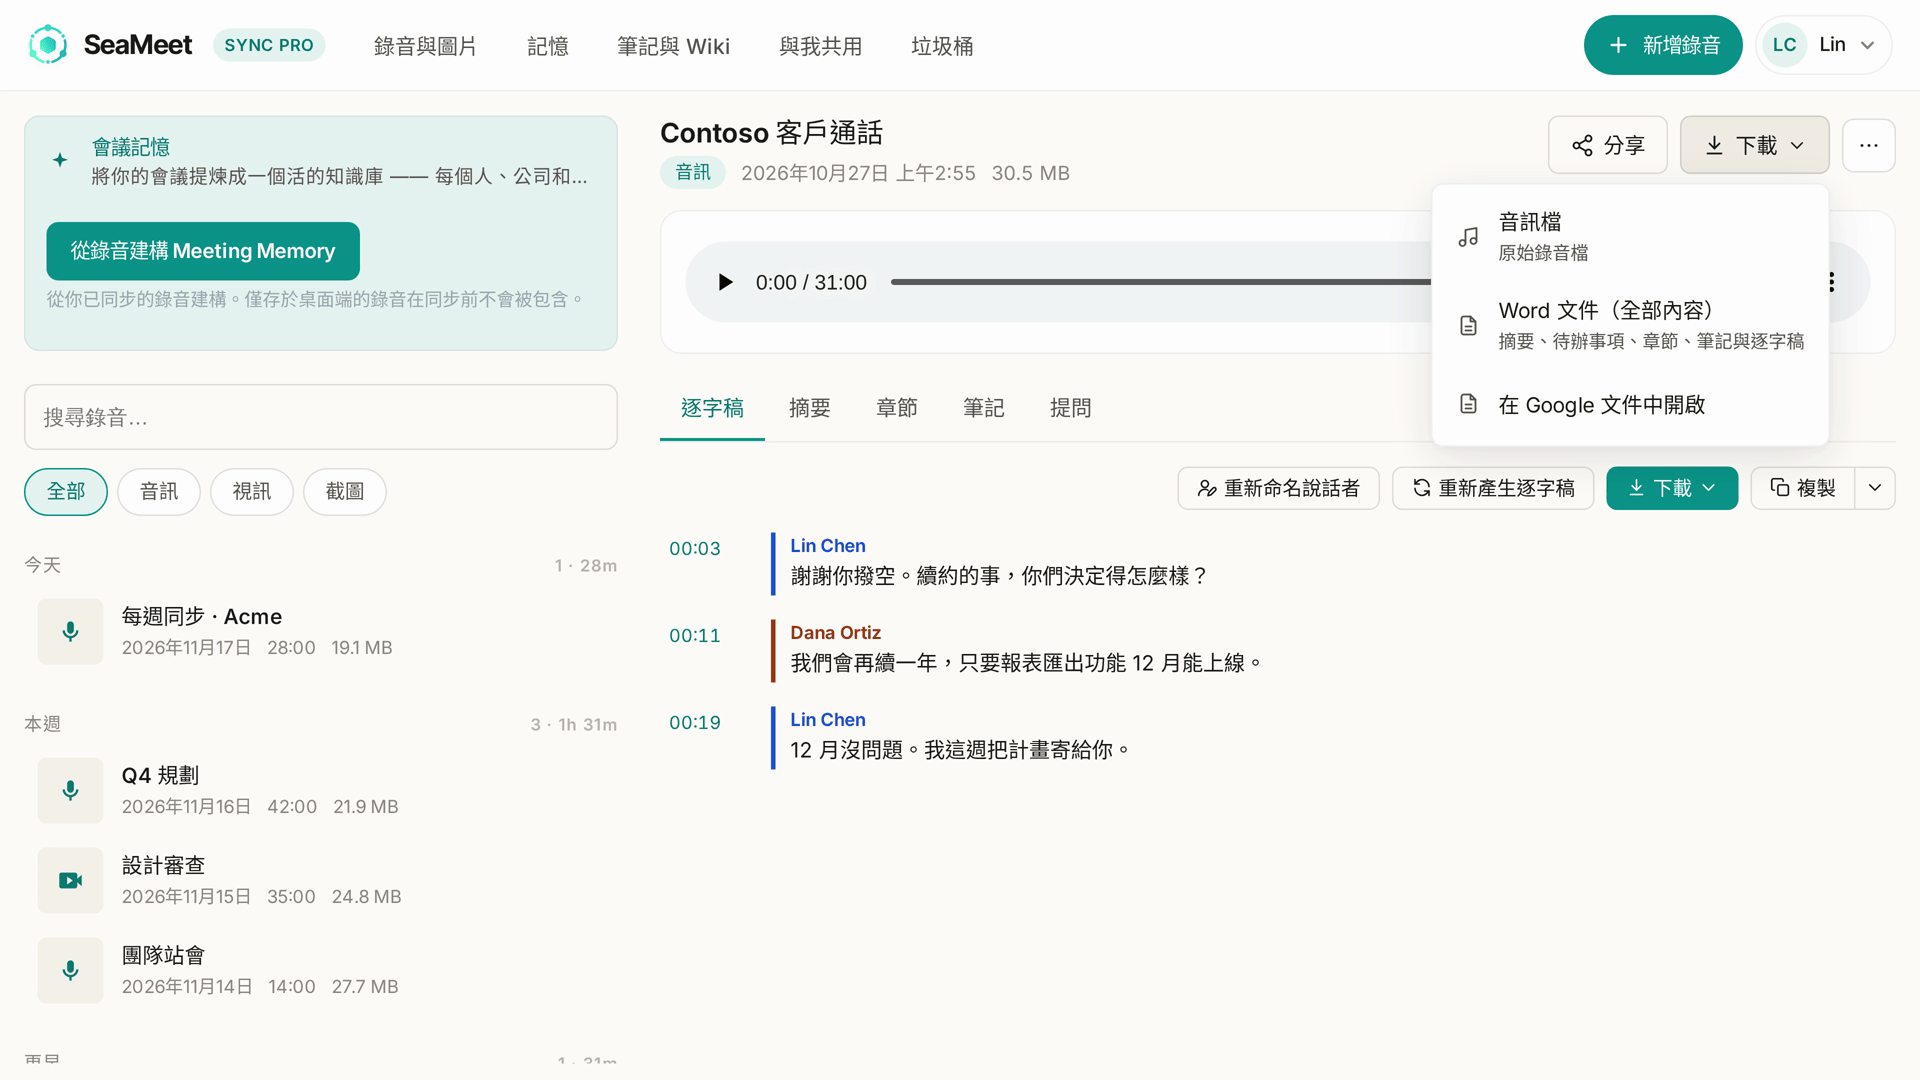 SeaMeet
SYNC PRO
錄音與圖片
記憶
筆記與 Wiki
與我共用
垃圾桶
新增錄音
LC
Lin
會議記憶
將你的會議提煉成一個活的知識庫 —— 每個人、公司和...
從錄音建構 Meeting Memory
從你已同步的錄音建構。僅存於桌面端的錄音在同步前不會被包含。
搜尋錄音...
全部
音訊
視訊
截圖
今天
1 · 28m
每週同步 · Acme
2026年11月17日 28:00 19.1 MB
本週
3 · 1h 31m
Q4 規劃
2026年11月16日 42:00 21.9 MB
設計審查
2026年11月15日 35:00 24.8 MB
團隊站會
2026年11月14日 14:00 27.7 MB
更早
1 · 31m
Contoso 客戶通話
音訊
2026年10月27日 上午2:55 30.5 MB
分享
下載
音訊檔
原始錄音檔
Word 文件（全部內容）
摘要、待辦事項、章節、筆記與逐字稿
在 Google 文件中開啟
0:00 / 31:00
逐字稿
摘要
章節
筆記
提問
重新命名說話者
重新產生逐字稿
下載
複製
00:03
Lin Chen
謝謝你撥空。續約的事，你們決定得怎麼樣？
00:11
Dana Ortiz
我們會再續一年，只要報表匯出功能 12 月能上線。
00:19
Lin Chen
12 月沒問題。我這週把計畫寄給你。